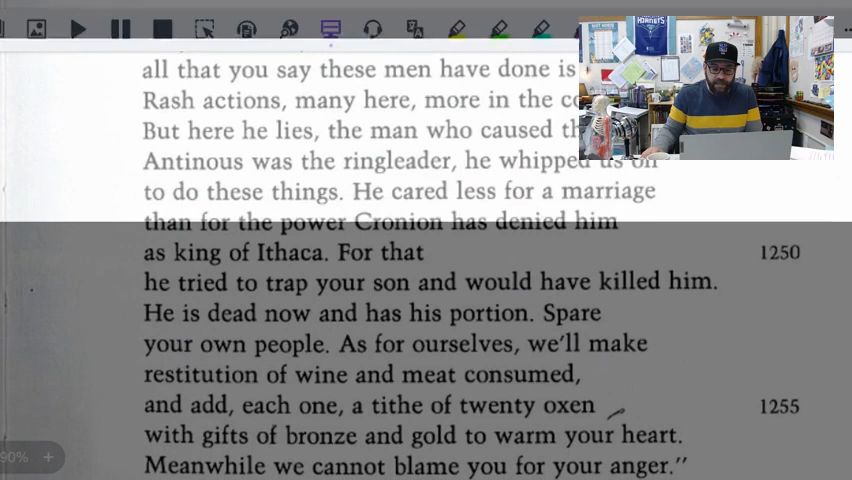 HORNETS
all that you say these men have done is
Rash actions, many here, more in the
But here he lies, the man who caused
Antinous was the ringleader, he whipped us on
to do these things. He cared less for a marriage
than for the power Cronion has denied him
as king of Ithaca. For that 1250
he tried to trap your son and would have killed him.
He is dead now and has his portion. Spare
your own people. As for ourselves, we'll make
restitution of wine and meat consumed,
and add, each one, a tithe of twenty oxen 1255
with gifts of bronze and gold to warm your heart.
90% +
Meanwhile we cannot blame you for your anger."